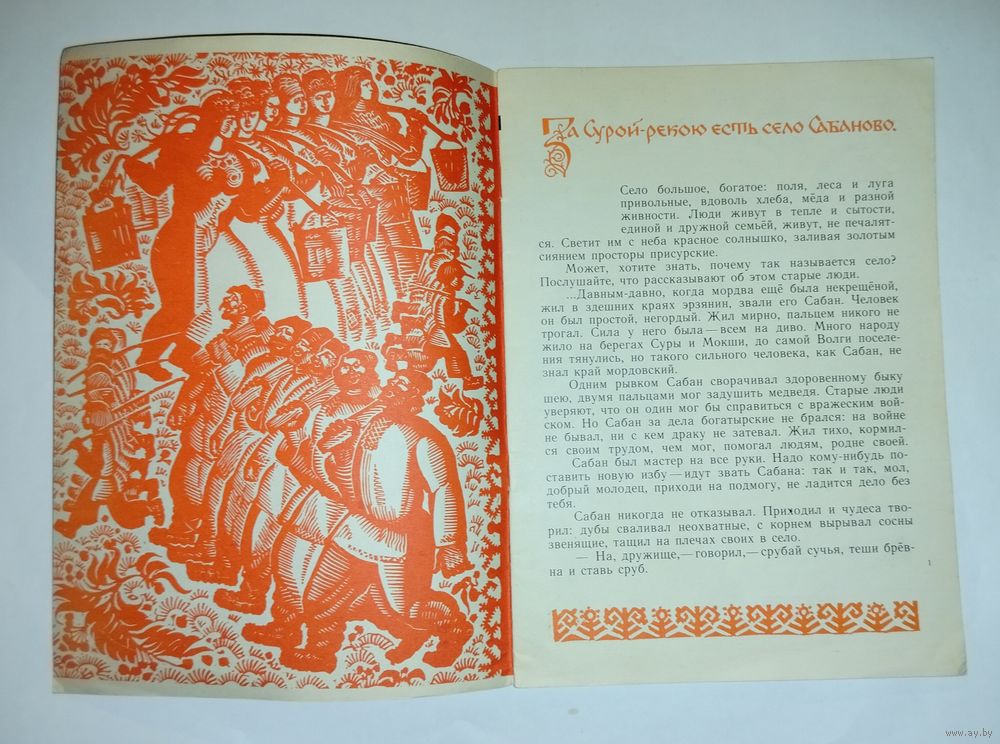 За Сурой-рекою есть село Сабаново.
Село большое, богатое: поля, леса и луга
привольные, вдоволь хлеба, мёда и разной
живности. Люди живут в тепле и сытости,
единой и дружной семьёй, живут, не печалят-
ся. Светит им с неба красное солнышко, заливая золотым
сиянием просторы присурские.
Может, хотите знать, почему так называется село?
Послушайте, что рассказывают об этом старые люди.
...Давным-давно, когда мордва ещё была некрещёной,
жил в здешних краях эрзянин, звали его Сабан. Человек
он был простой, негордый. Жил мирно, пальцем никого не
трогал. Сила у него была — всем на диво. Много народу
жило на берегах Суры и Мокши, до самой Волги поселе-
ния тянулись, но такого сильного человека, как Сабан, не
знал край мордовский.
Одним рывком Сабан сворачивал здоровенному быку
шею, двумя пальцами мог задушить медведя. Старые люди
уверяют, что он один мог бы справиться с вражеским вой-
ском. Но Сабан за дела богатырские не брался: на войне
не бывал, ни с кем драку не затевал. Жил тихо, кормил-
ся своим трудом, чем мог, помогал людям, родне своей.
Сабан был мастер на все руки. Надо кому-нибудь по-
ставить новую избу — идут звать Сабана: так и так, мол,
добрый молодец, приходи на подмогу, не ладится дело без
тебя.
Сабан никогда не отказывал. Приходил и чудеса тво-
рил: дубы сваливал неохватные, с корнем вырывал сосны
звенящие, тащил на плечах своих в село.
— На, дружище,— говорил,— срубай сучья, теши брёв-
на и ставь сруб.
1
www.ay.by